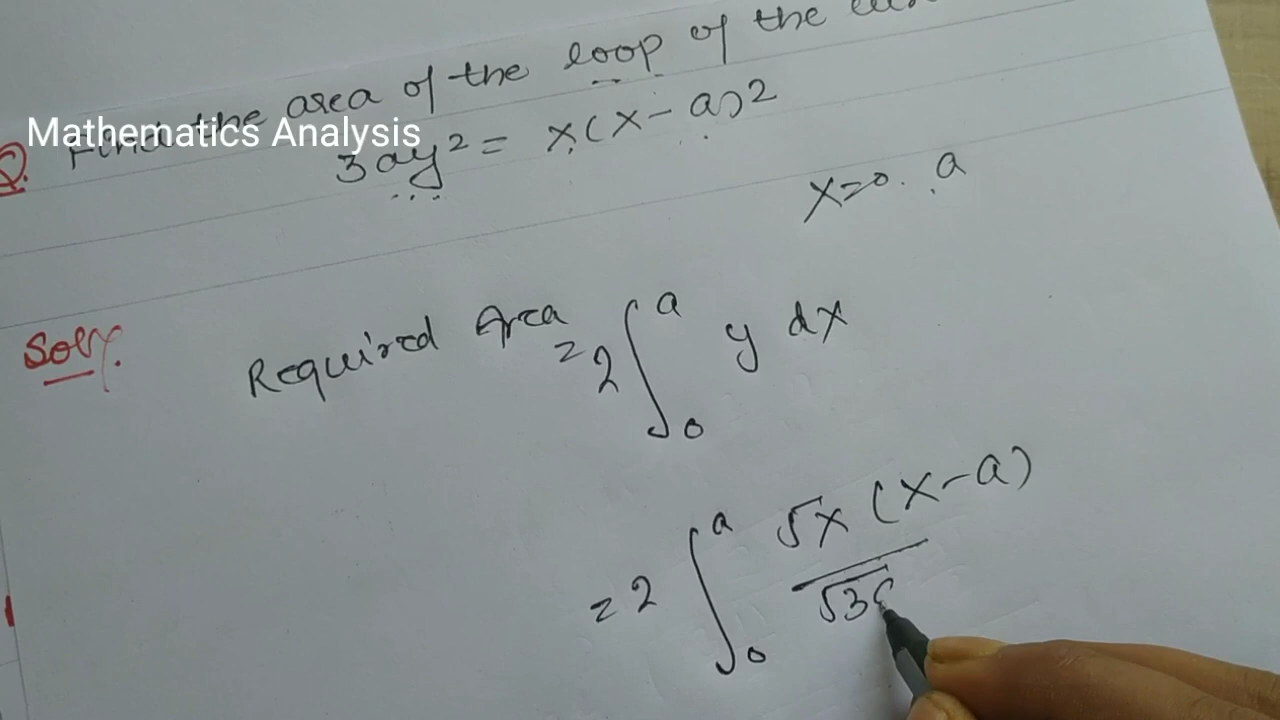 Q. Find the area of the loop of the
Mathematics Analysis
3ay² = x(x-a)²
x=0. a
Solⁿ.
Required Area = 2∫₀ᵃ y dx
= 2 ∫₀ᵃ √x (x-a) / √3